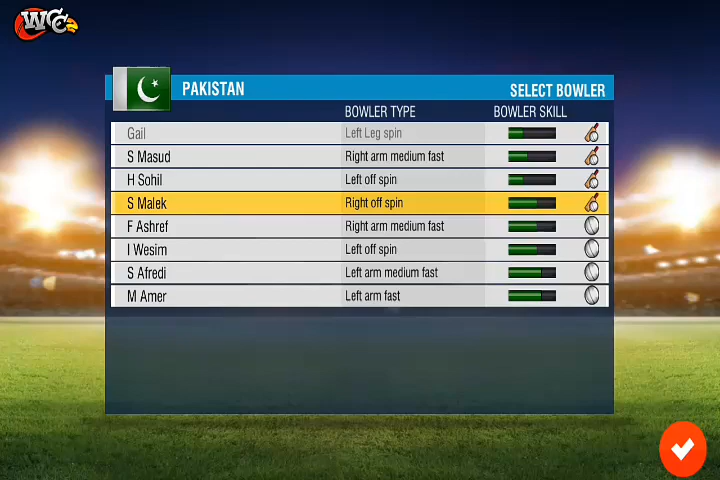 WCC
PAKISTAN SELECT BOWLER
BOWLER TYPE BOWLER SKILL
Gail Left Leg spin
S Masud Right arm medium fast
H Sohil Left off spin
S Malek Right off spin
F Ashref Right arm medium fast
I Wesim Left off spin
S Afredi Left arm medium fast
M Amer Left arm fast